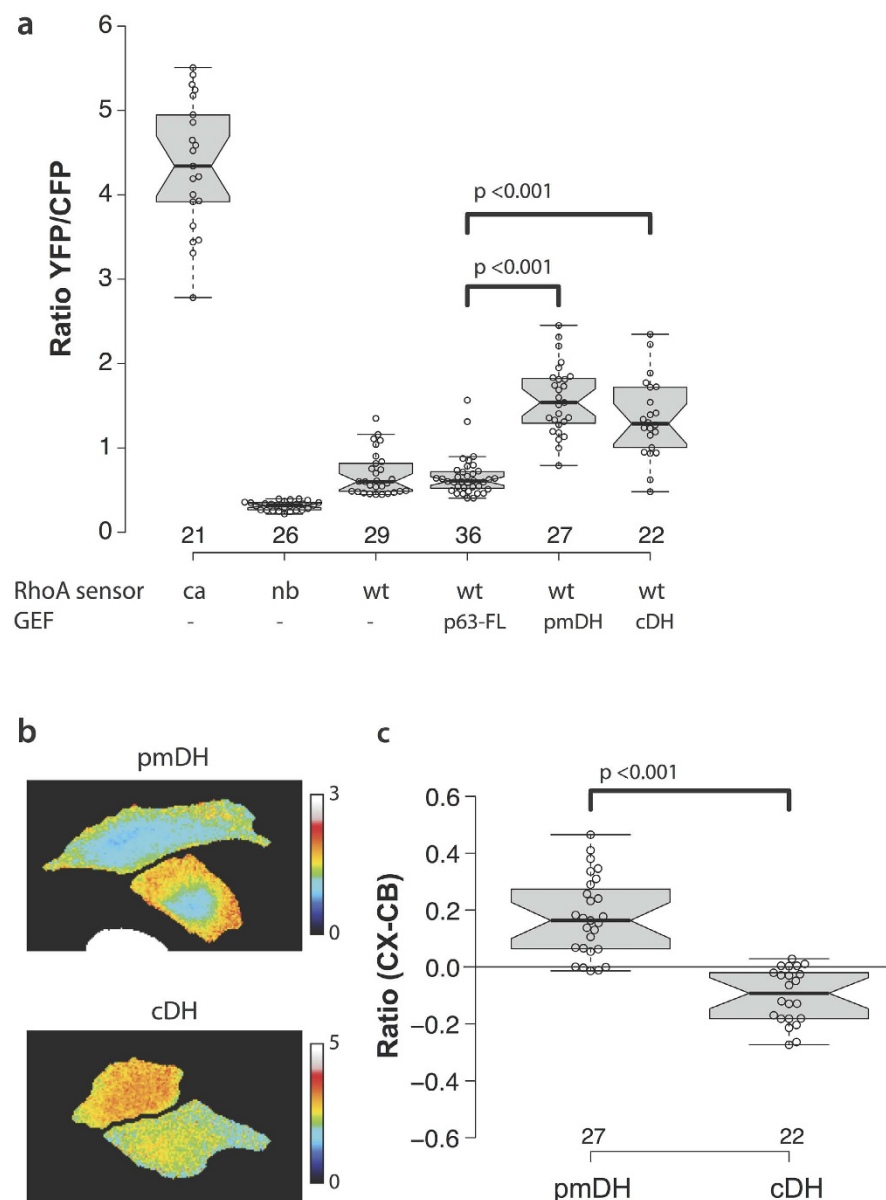 a
Ratio YFP/CFP
6
5
4
3
2
1
0
p <0.001
p <0.001
21 26 29 36 27 22
RhoA sensor ca nb wt wt wt wt
GEF - - - p63-FL pmDH cDH
b
pmDH
3
0
cDH
5
0
c
p <0.001
Ratio (CX-CB)
0.6
0.4
0.2
0.0
−0.2
−0.4
−0.6
27 22
pmDH cDH